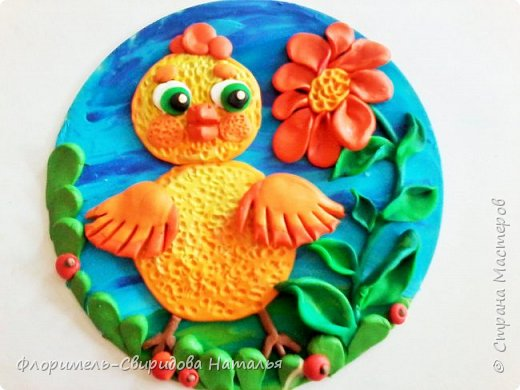 Флоримель-Свиридова Наталья
© Страна Мастеров